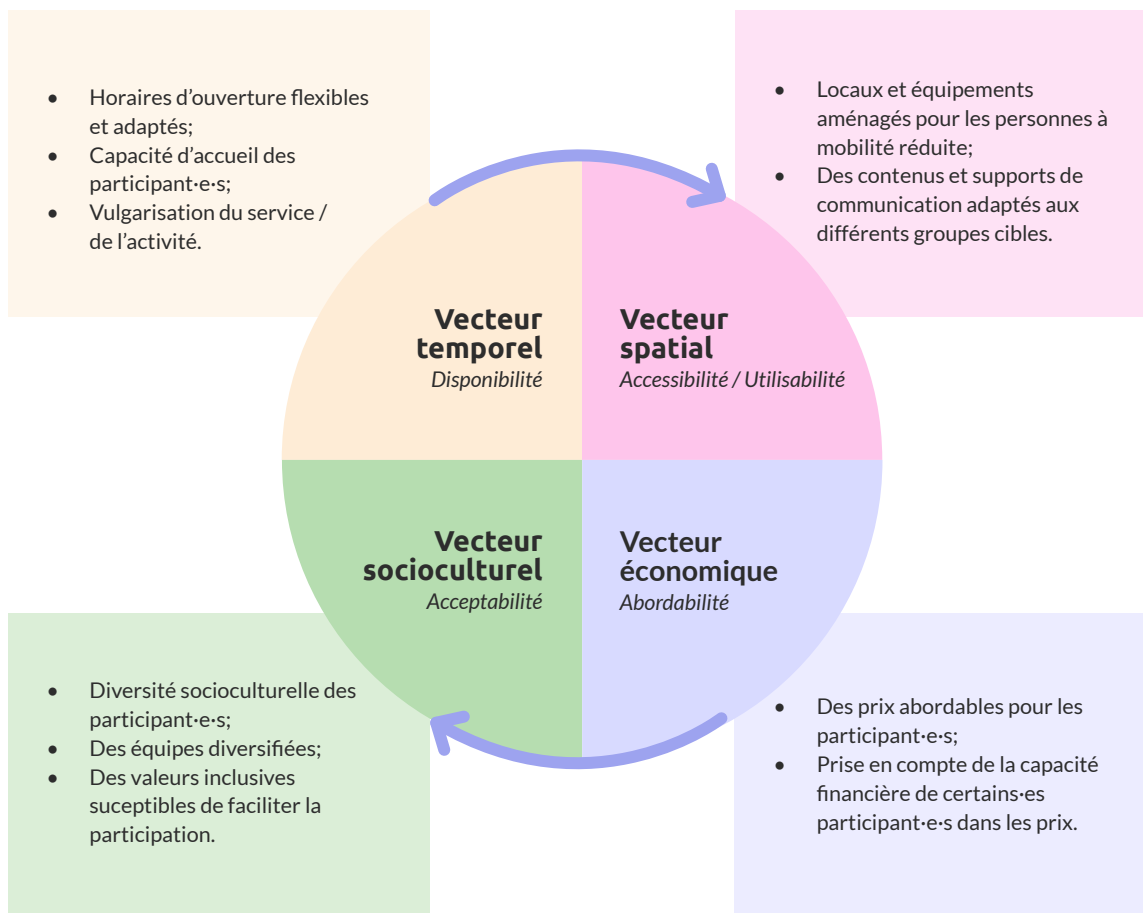 • Horaires d’ouverture flexibles
et adaptés;
• Capacité d’accueil des
participant·e·s;
• Vulgarisation du service /
de l’activité.
• Locaux et équipements
aménagés pour les personnes à
mobilité réduite;
• Des contenus et supports de
communication adaptés aux
différents groupes cibles.
Vecteur
temporel
Disponibilité
Vecteur
spatial
Accessibilité / Utilisabilité
Vecteur
socioculturel
Acceptabilité
Vecteur
économique
Abordabilité
• Diversité socioculturelle des
participant·e·s;
• Des équipes diversifiées;
• Des valeurs inclusives
suceptibles de faciliter la
participation.
• Des prix abordables pour les
participant·e·s;
• Prise en compte de la capacité
financière de certains·es
participant·e·s dans les prix.